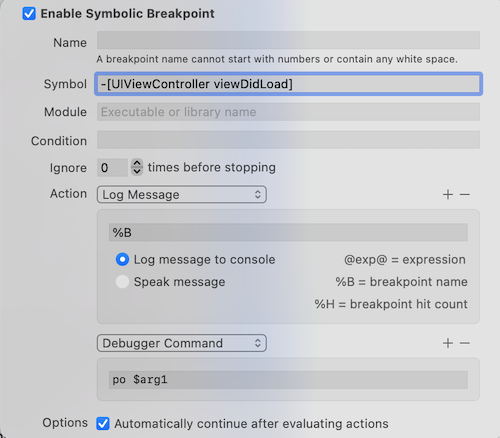 Enable Symbolic Breakpoint
Name
A breakpoint name cannot start with numbers or contain any white space.
Symbol -[UIViewController viewDidLoad]
Module Executable or library name
Condition
Ignore 0 times before stopping
Action Log Message + −
%B
Log message to console @exp@ = expression
Speak message %B = breakpoint name
%H = breakpoint hit count
Debugger Command + −
po $arg1
Options Automatically continue after evaluating actions